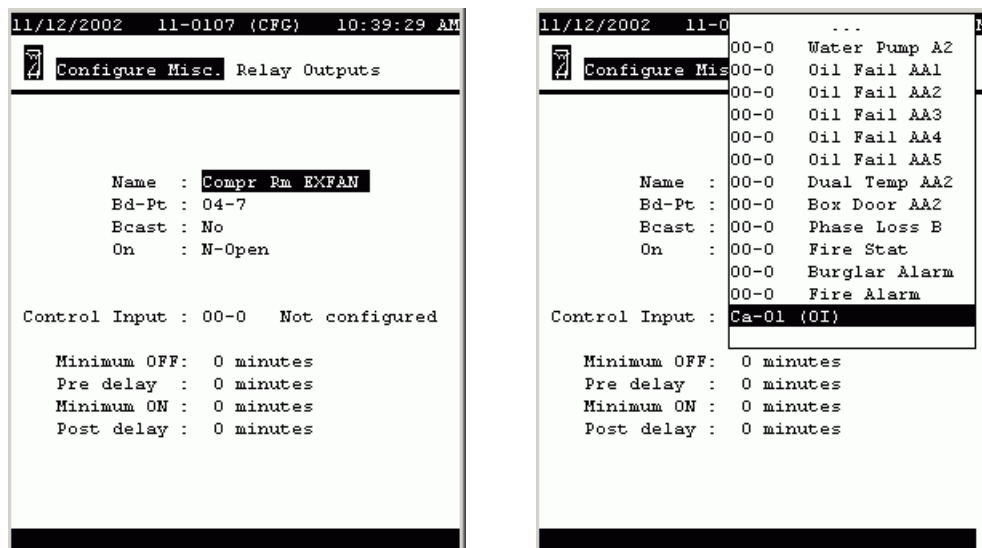 11/12/2002 11-0107 (CFG) 10:39:29 AM
Configure Misc. Relay Outputs
Name : Compr Rm EXFAN
Bd-Pt : 04-7
Bcast : No
On : N-Open
Control Input : 00-0 Not configured
Minimum OFF: 0 minutes
Pre delay : 0 minutes
Minimum ON : 0 minutes
Post delay : 0 minutes
11/12/2002 11-0
Configure Mis
Name :
Bd-Pt :
Bcast :
On :
Control Input :
...
00-0 Water Pump A2
00-0 Oil Fail AA1
00-0 Oil Fail AA2
00-0 Oil Fail AA3
00-0 Oil Fail AA4
00-0 Oil Fail AA5
00-0 Dual Temp AA2
00-0 Box Door AA2
00-0 Phase Loss B
00-0 Fire Stat
00-0 Burglar Alarm
00-0 Fire Alarm
Ca-01 (OI)
Minimum OFF: 0 minutes
Pre delay : 0 minutes
Minimum ON : 0 minutes
Post delay : 0 minutes